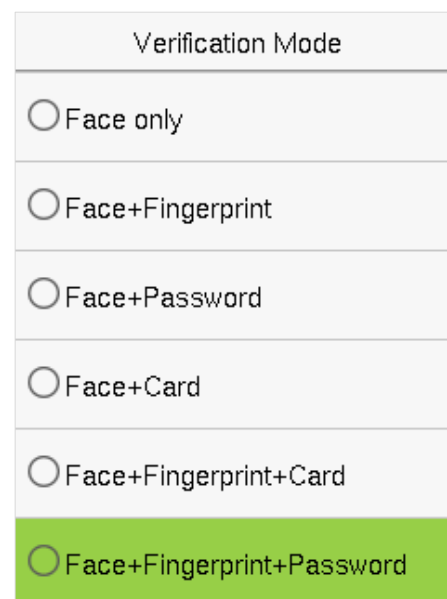 Verification Mode
Face only
Face+Fingerprint
Face+Password
Face+Card
Face+Fingerprint+Card
Face+Fingerprint+Password